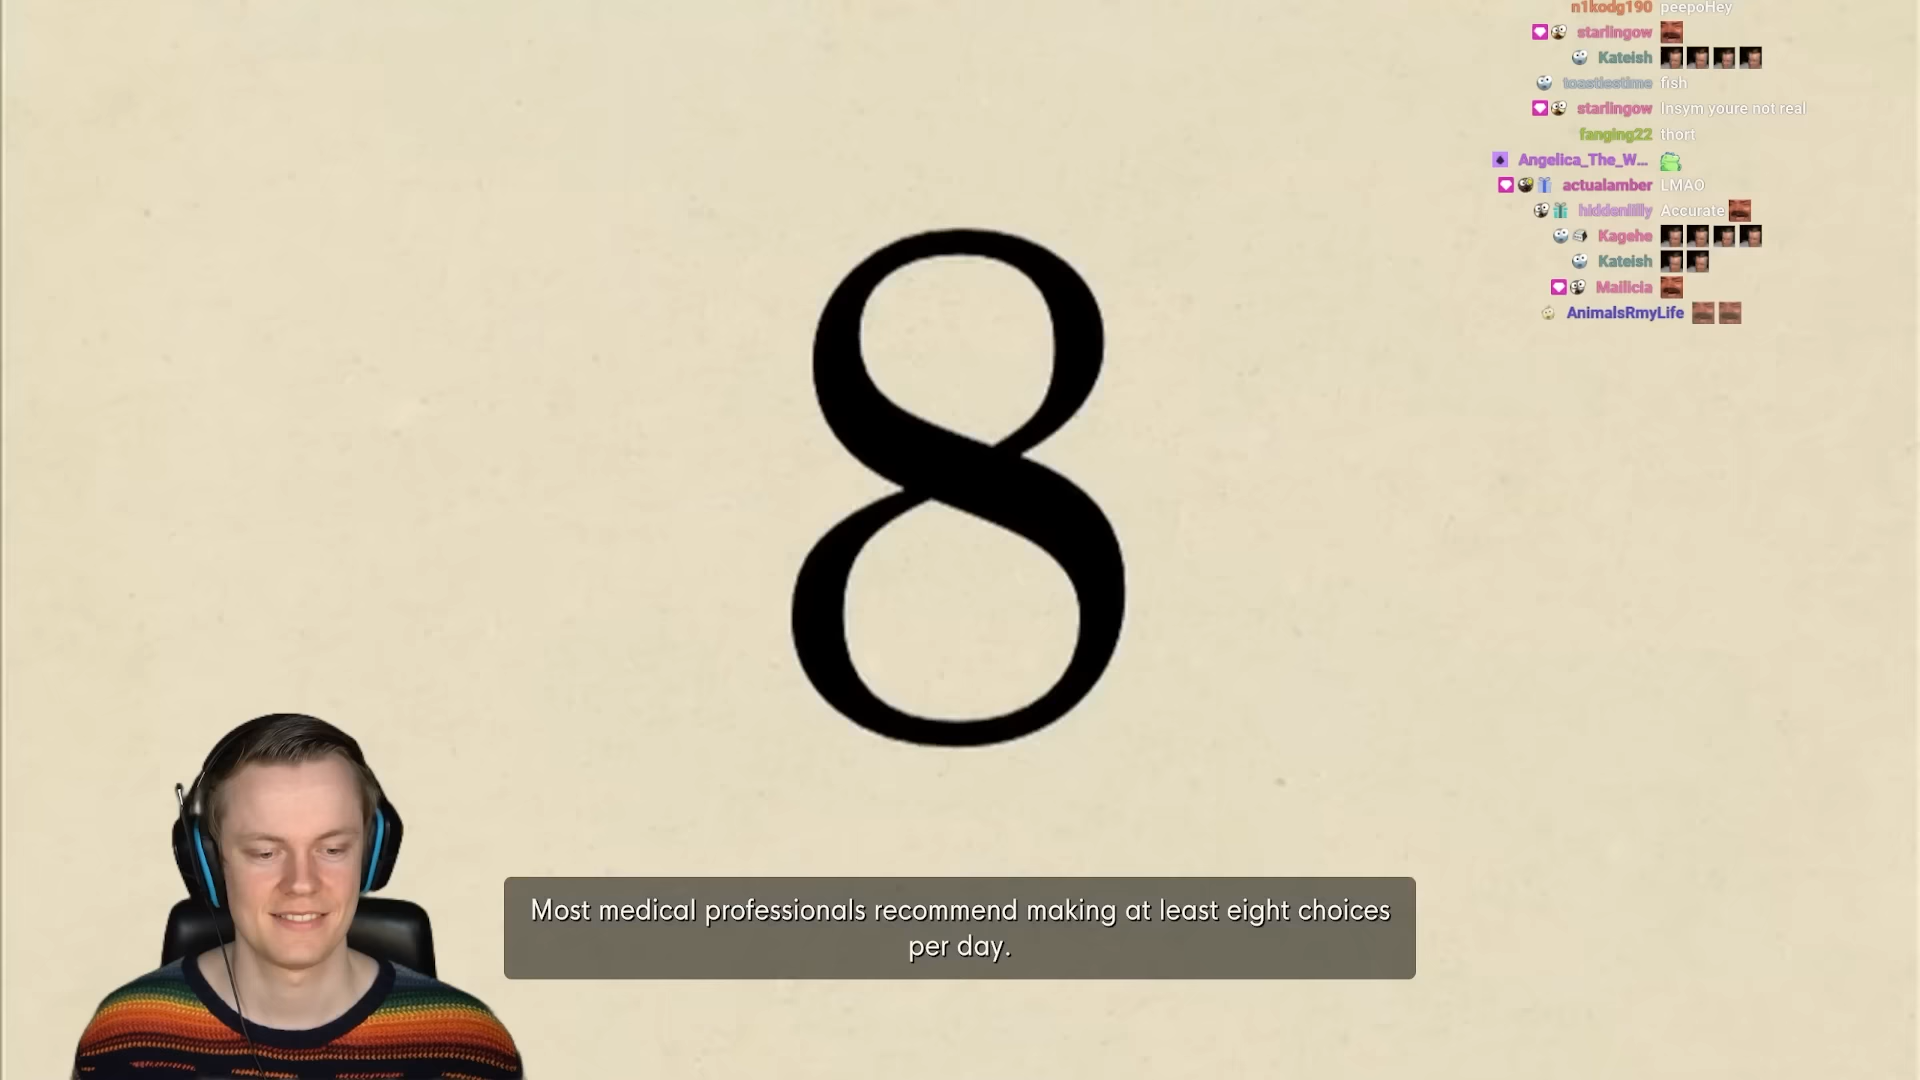 n1kodg190 peepoHey
starlingow
Kateish
toastiestime fish
starlingow Insym youre not real
fanging22 thort
Angelica_The_W...
actualamber LMAO
hiddenlilly Accurate
Kagehe
Kateish
Mailicia
AnimalsRmyLife
8
Most medical professionals recommend making at least eight choices
per day.